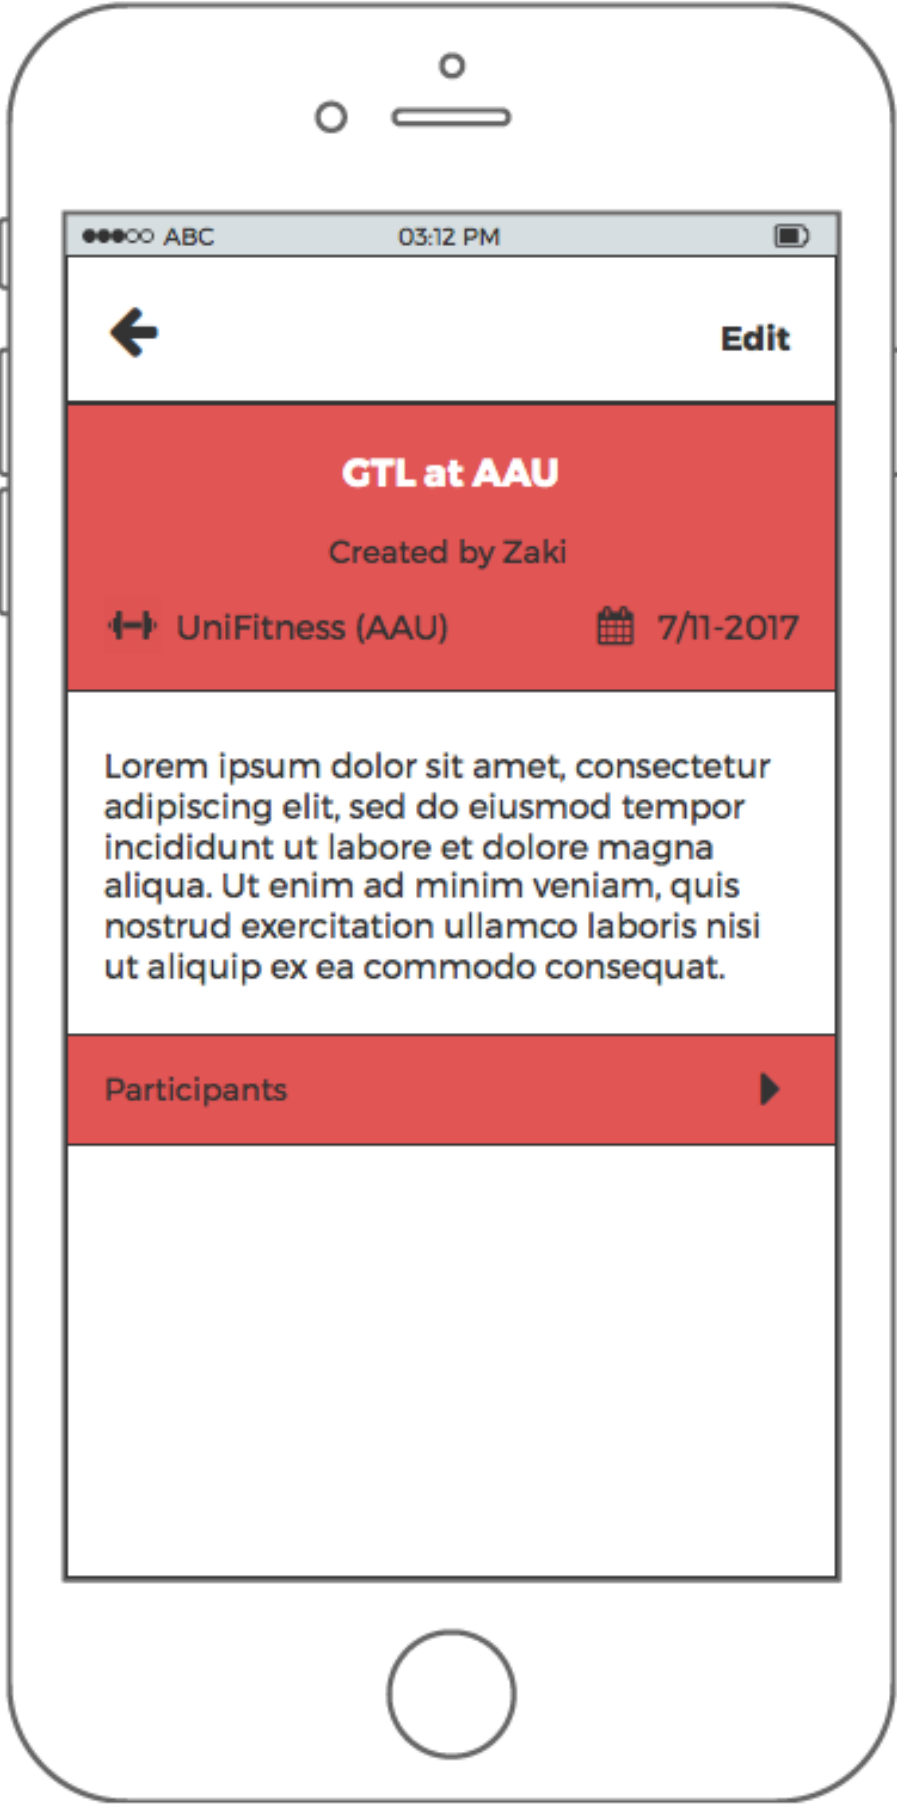 ABC 03:12 PM
Edit
GTL at AAU
Created by Zaki
UniFitness (AAU) 7/11-2017
Lorem ipsum dolor sit amet, consectetur
adipiscing elit, sed do eiusmod tempor
incididunt ut labore et dolore magna
aliqua. Ut enim ad minim veniam, quis
nostrud exercitation ullamco laboris nisi
ut aliquip ex ea commodo consequat.
Participants